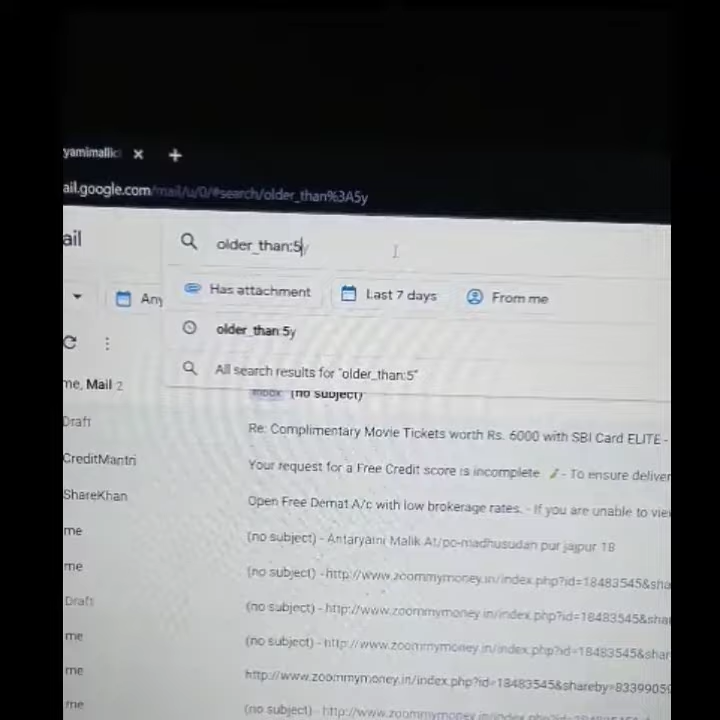 yamimallic
ail.google.com/mail/u/0/#search/older_than%3A5y
ail
older_than:5y
Any
Has attachment
Last 7 days
From me
older_than:5y
All search results for "older_than:5"
me, Mail 2
Inbox (no subject)
Draft
Re: Complimentary Movie Tickets worth Rs. 6000 with SBI Card ELITE -
CreditMantri
Your request for a Free Credit score is incomplete - To ensure deliver
ShareKhan
Open Free Demat A/c with low brokerage rates. - If you are unable to vie
me
(no subject) - Antaryami Malik At/po-madhusudan pur jajpur 18
me
(no subject) - http://www.zoommymoney.in/index.php?id=18483545&sha
Draft
(no subject) - http://www.zoommymoney.in/index.php?id=18483545&shar
me
(no subject) - http://www.zoommymoney.in/index.php?id=18483545&shar
me
http://www.zoommymoney.in/index.php?id=18483545&shareby=83399059
me
(no subject) - http://www.zoommymoney.in/index.php?id=18483545&sha